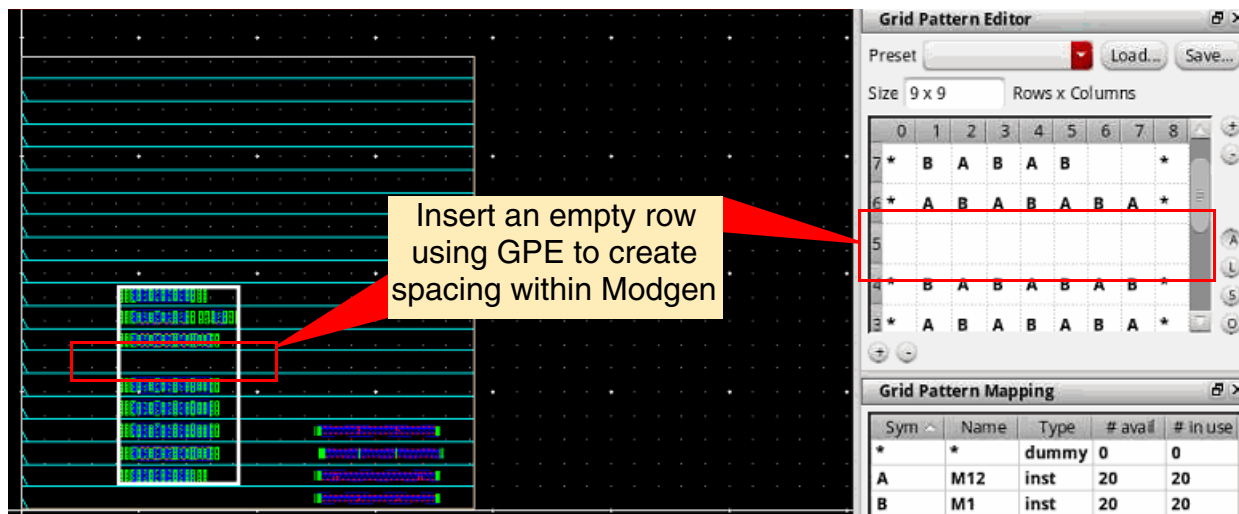 Grid Pattern Editor
Preset Load... Save...
Size 9 x 9 Rows x Columns
0 1 2 3 4 5 6 7 8
7 * B A B A B *
6 * A B A B A B A *
5
4 * B A B A B A B *
3 * A B A B A B A *
A
L
S
O
Insert an empty row
using GPE to create
spacing within Modgen
Grid Pattern Mapping
Sym Name Type # avail # in use
* * dummy 0 0
A M12 inst 20 20
B M1 inst 20 20